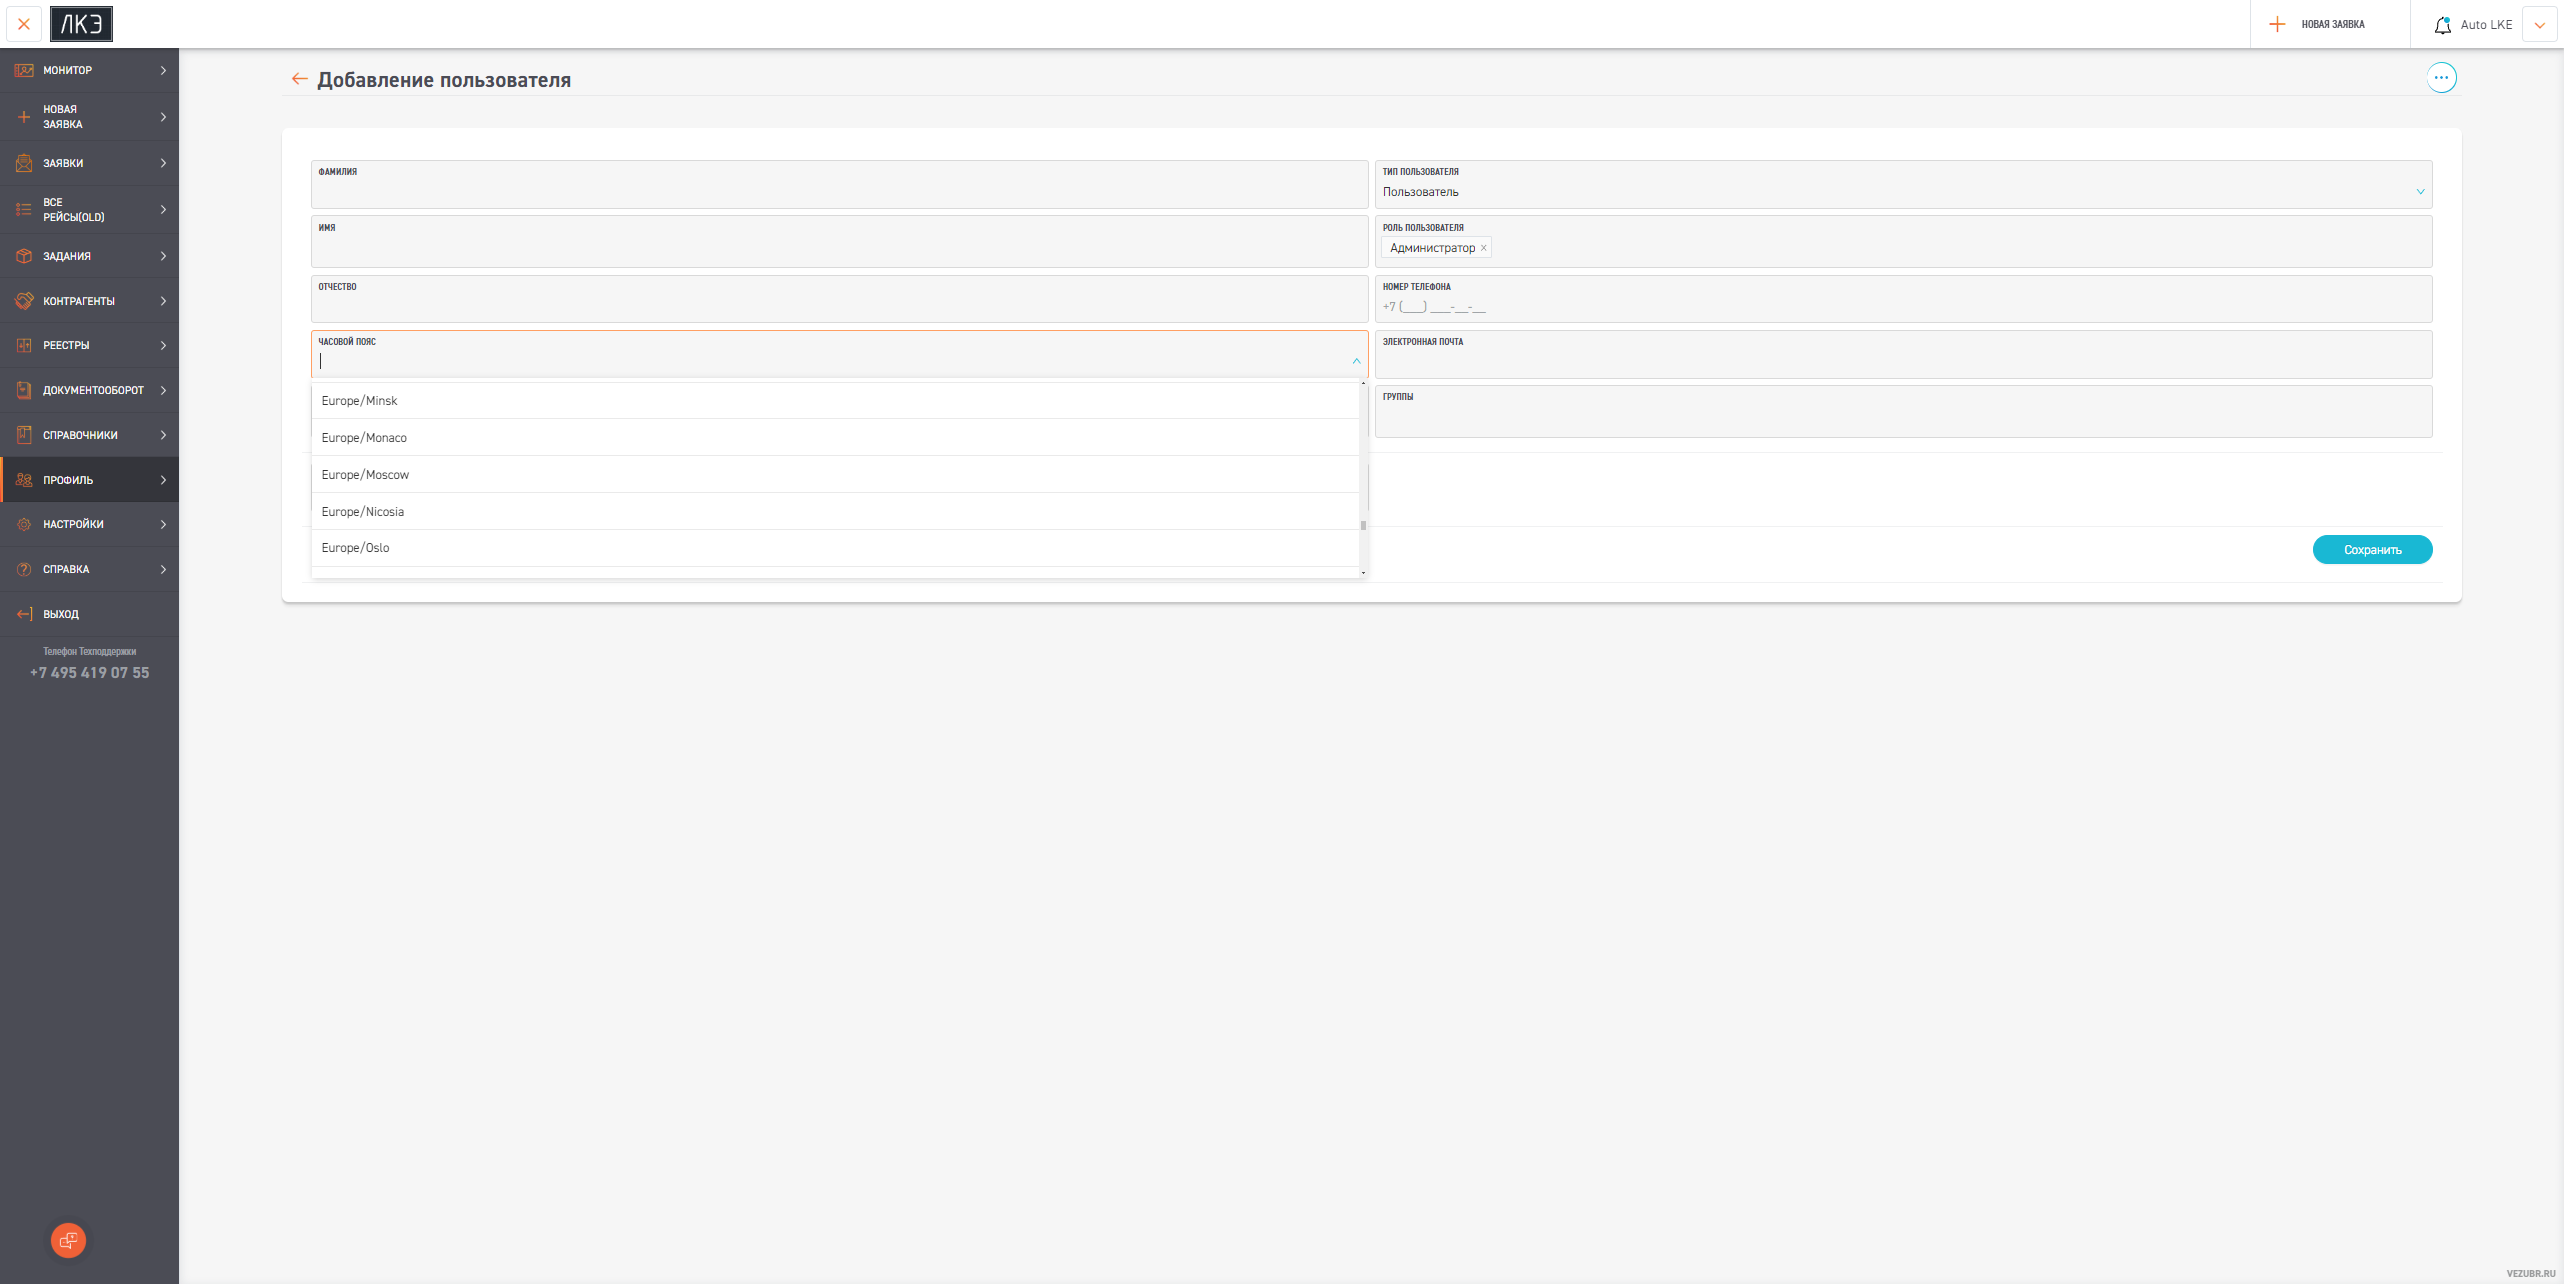 ЛКЭ
НОВАЯ ЗАЯВКА
Auto LKE
МОНИТОР
НОВАЯ
ЗАЯВКА
ЗАЯВКИ
ВСЕ
РЕЙСЫ(OLD)
ЗАДАНИЯ
КОНТРАГЕНТЫ
РЕЕСТРЫ
ДОКУМЕНТООБОРОТ
СПРАВОЧНИКИ
ПРОФИЛЬ
НАСТРОЙКИ
СПРАВКА
ВЫХОД
Телефон Техподдержки
+7 495 419 07 55
Добавление пользователя
ФАМИЛИЯ
ИМЯ
ОТЧЕСТВО
ЧАСОВОЙ ПОЯС
Europe/Minsk
Europe/Monaco
Europe/Moscow
Europe/Nicosia
Europe/Oslo
ТИП ПОЛЬЗОВАТЕЛЯ
Пользователь
РОЛЬ ПОЛЬЗОВАТЕЛЯ
Администратор ×
НОМЕР ТЕЛЕФОНА
+7 (___) ___-__-__
ЭЛЕКТРОННАЯ ПОЧТА
ГРУППЫ
Сохранить
VEZUBR.RU